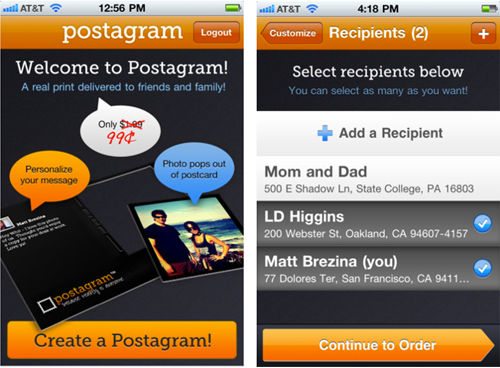 AT&T 12:56 PM
postagram
Logout
Welcome to Postagram!
A real print delivered to friends and family!
Only $1.99
99¢
Personalize
your message
Photo pops out
of postcard
Matt Brezina
postagram™
Create a Postagram!
AT&T 4:18 PM
Customize
Recipients (2)
+
Select recipients below
You can select as many as you want!
Add a Recipient
Mom and Dad
500 E Shadow Ln, State College, PA 16803
LD Higgins
200 Webster St, Oakland, CA 94607-4157
Matt Brezina (you)
77 Dolores Ter, San Francisco, CA 9411...
Continue to Order